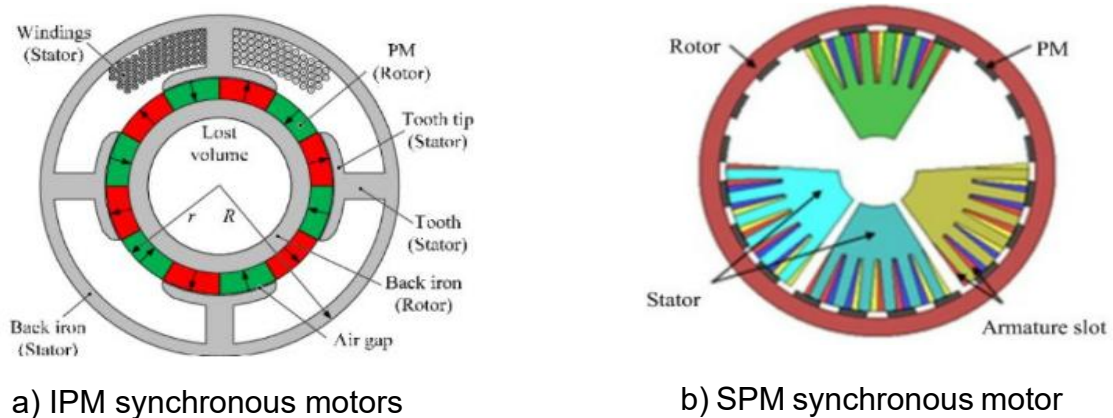 Windings
(Stator)
PM
(Rotor)
Lost
volume
Tooth tip
(Stator)
r R
Tooth
(Stator)
Back iron
(Rotor)
Back iron
(Stator)
Air gap
a) IPM synchronous motors
Rotor
PM
Stator
Armature slot
b) SPM synchronous motor